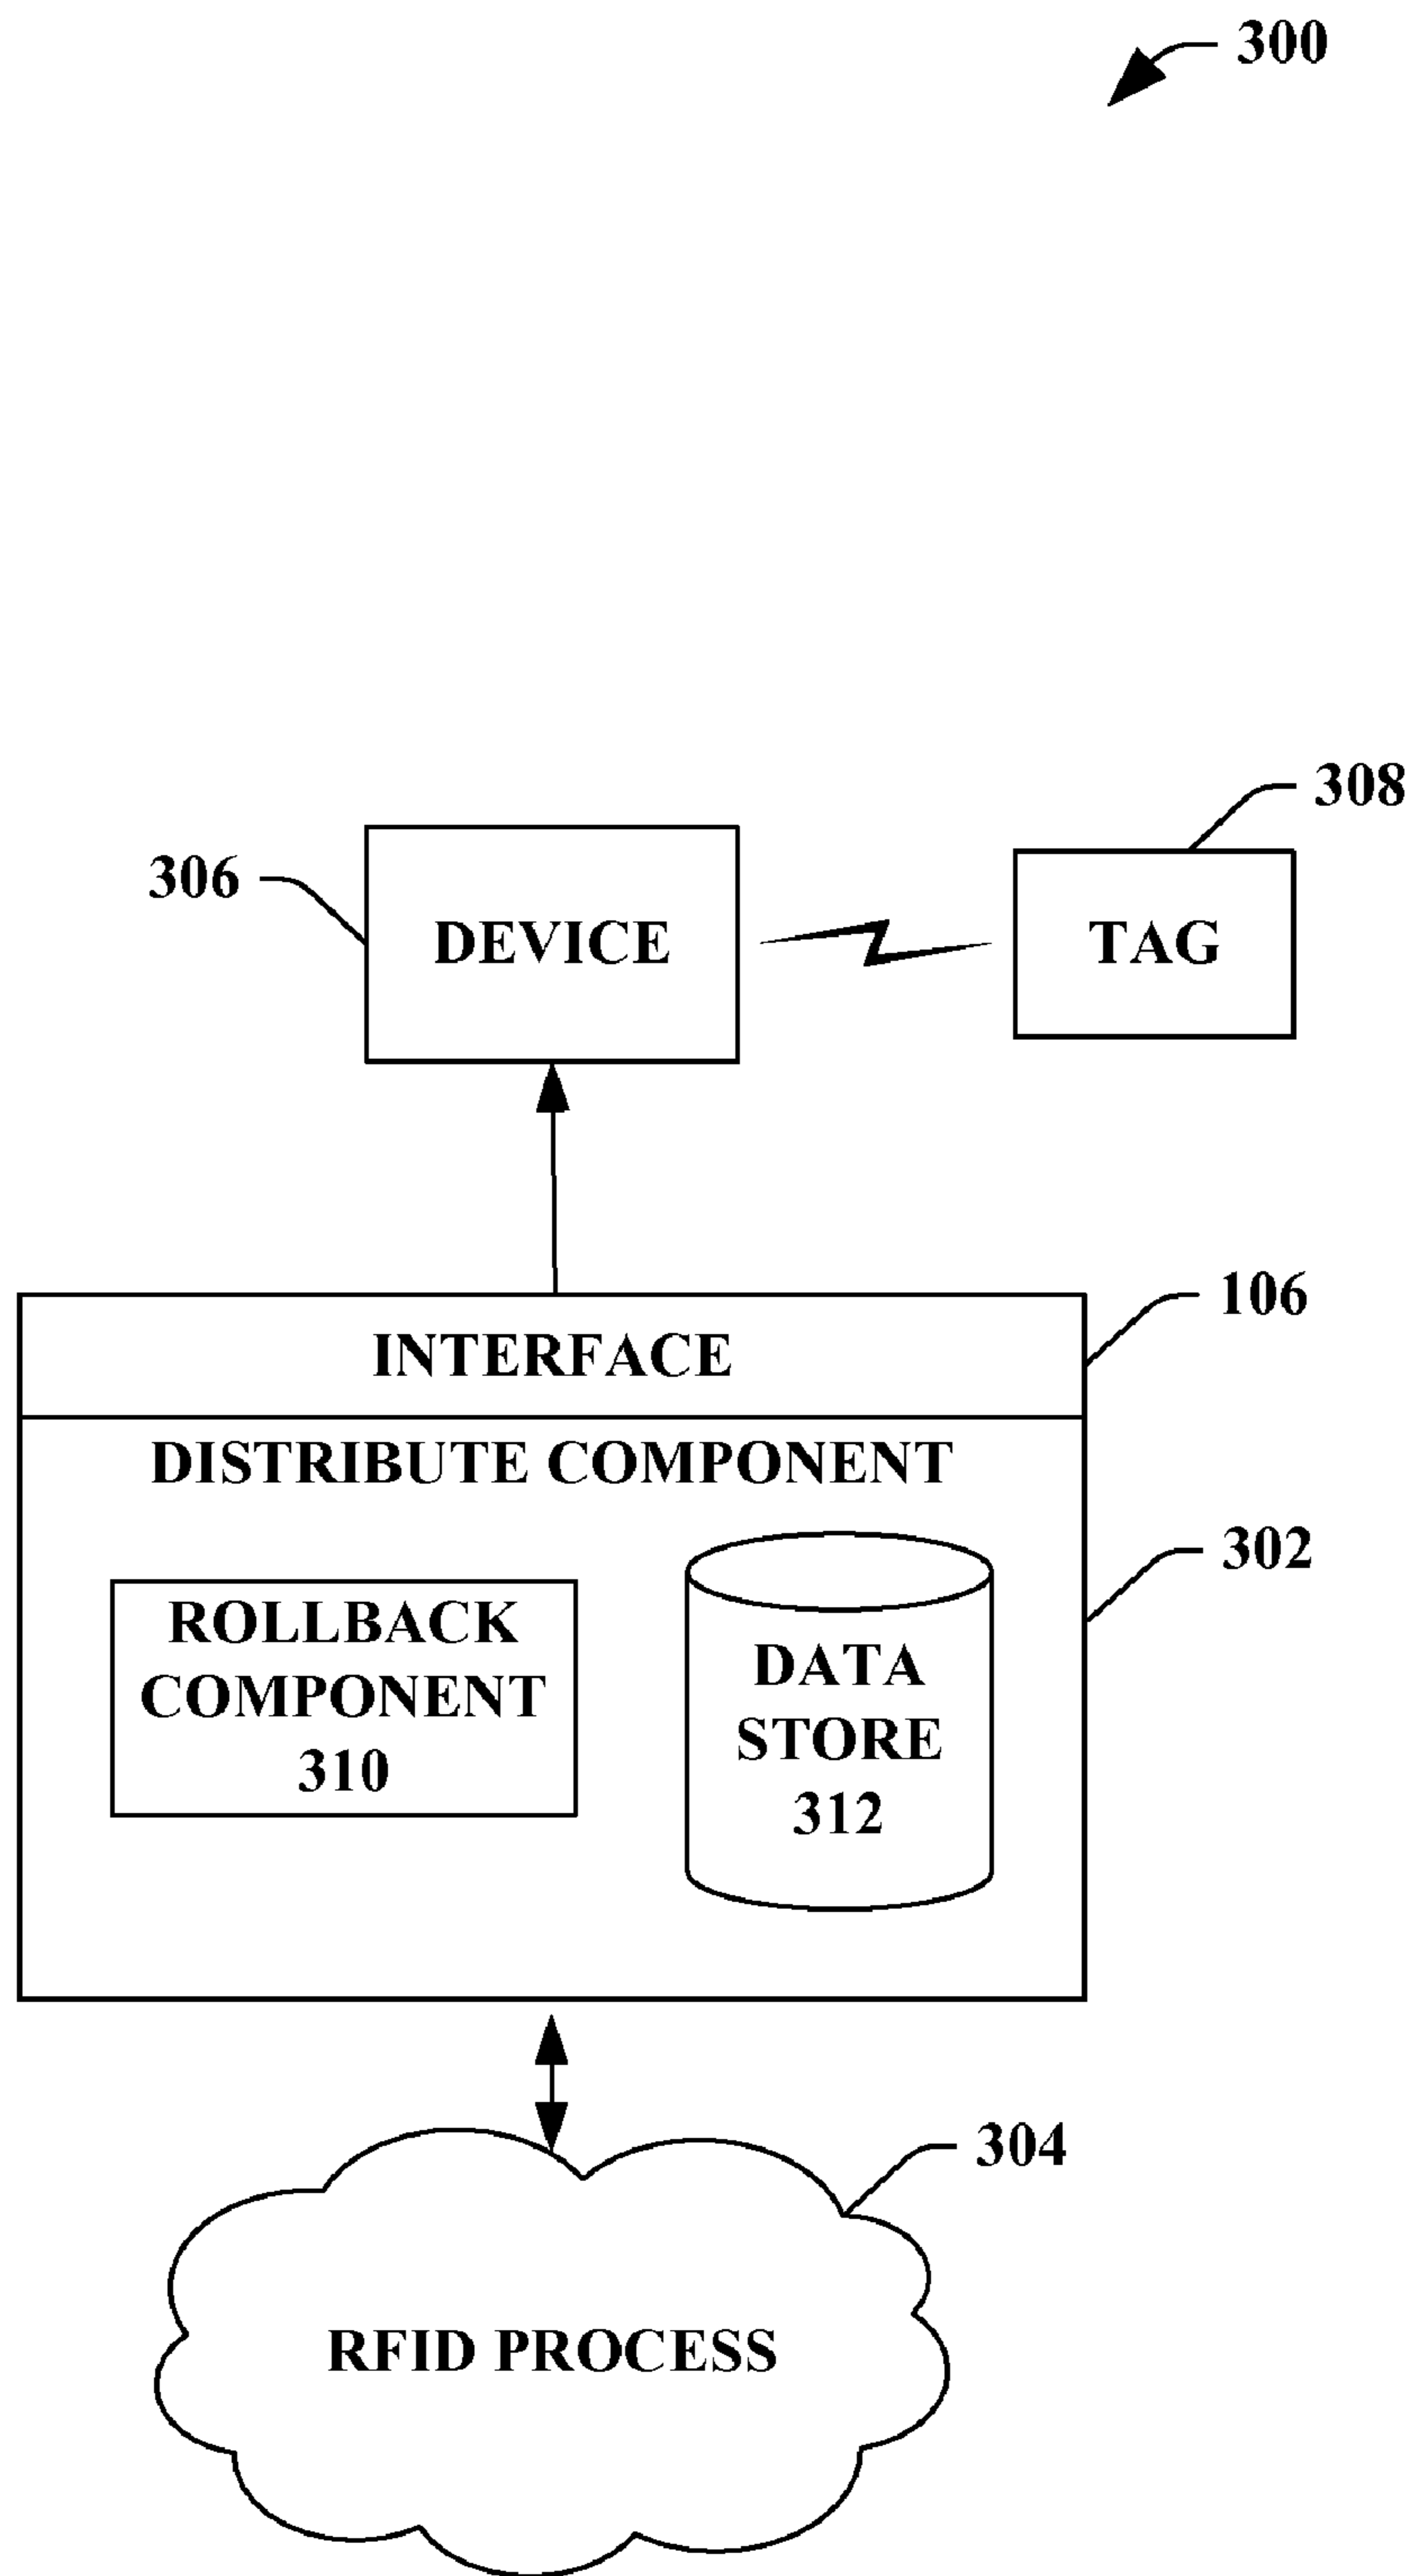 300
308
306
DEVICE
TAG
106
INTERFACE
DISTRIBUTE COMPONENT
302
ROLLBACK
COMPONENT
310
DATA
STORE
312
304
RFID PROCESS